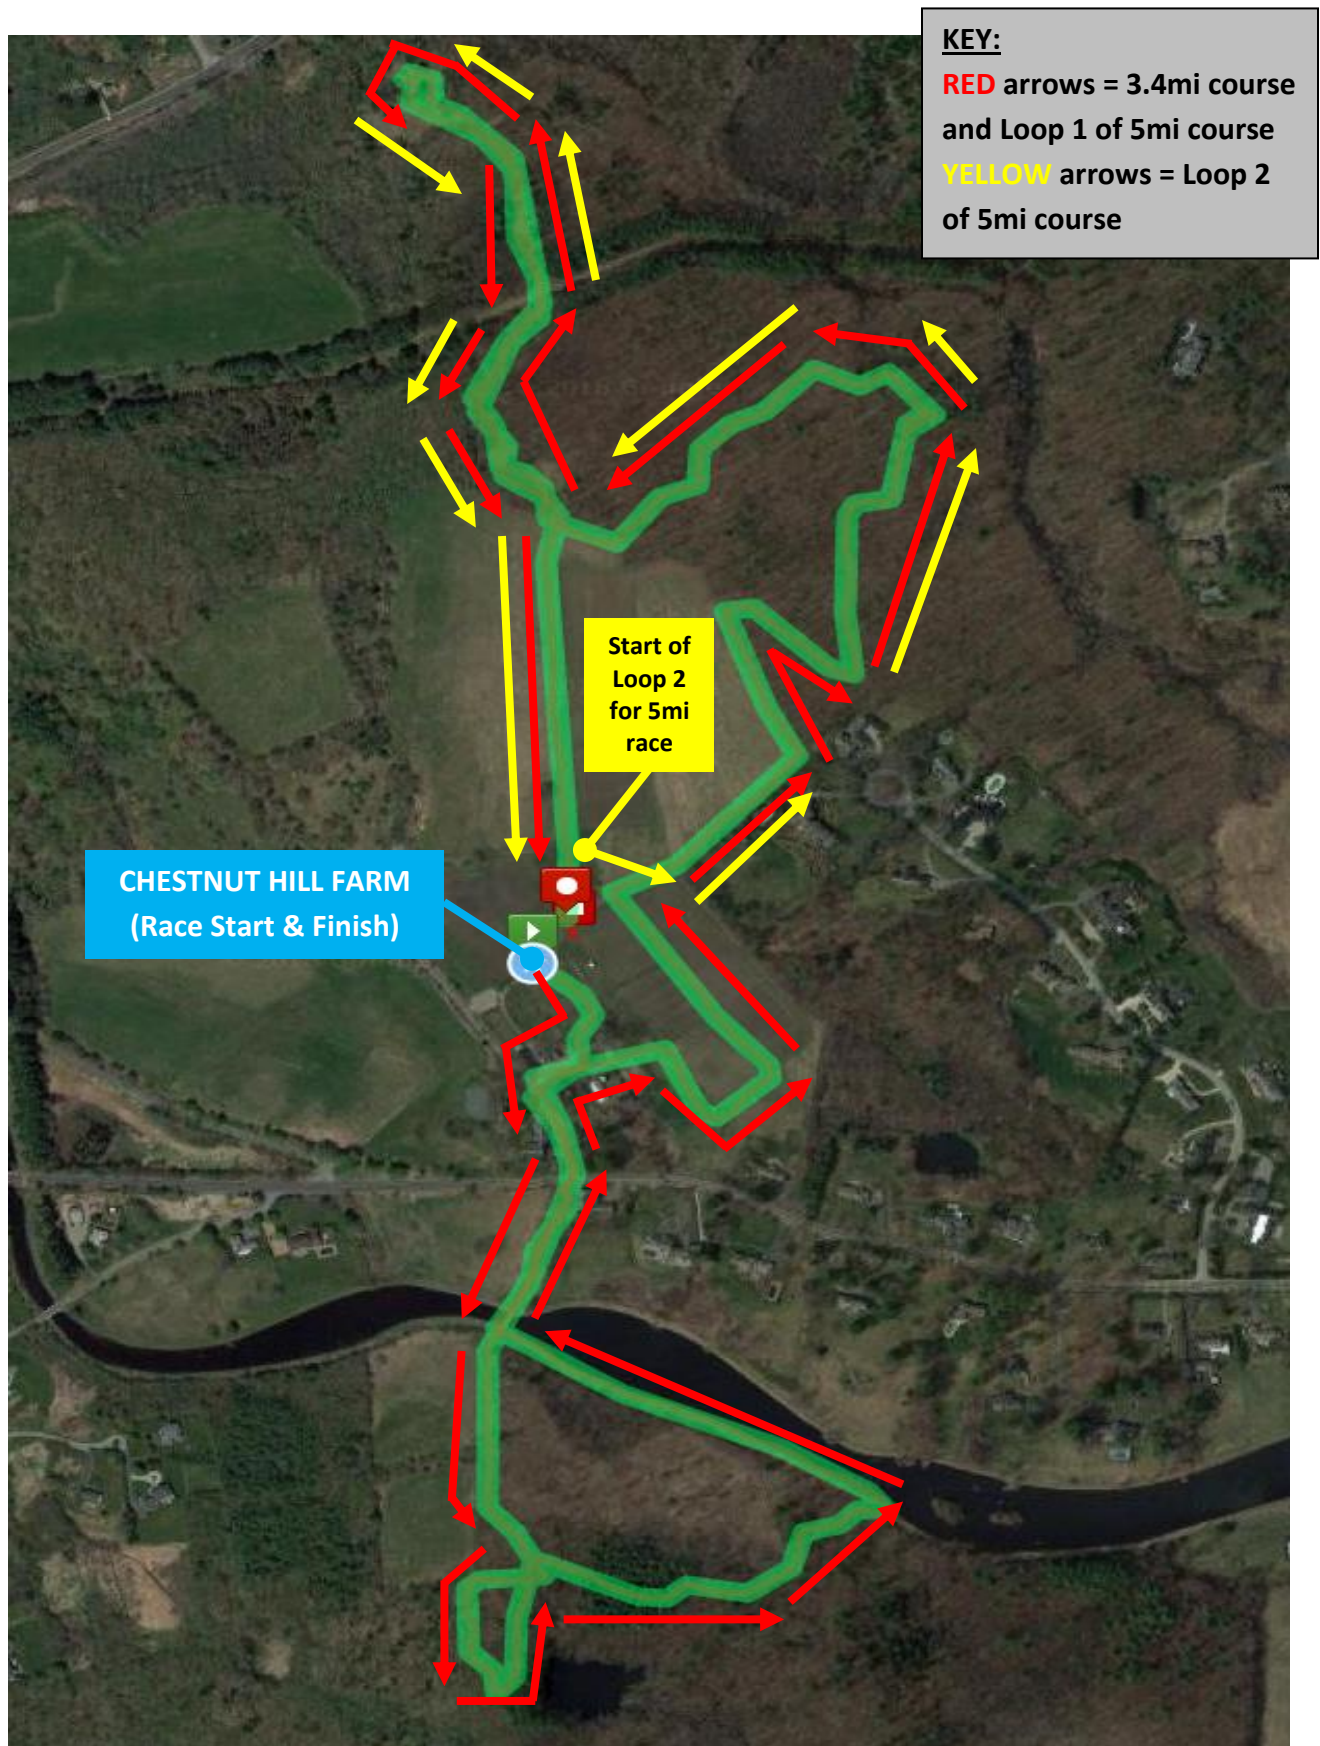 KEY:
RED arrows = 3.4mi course
and Loop 1 of 5mi course
YELLOW arrows = Loop 2
of 5mi course
Start of
Loop 2
for 5mi
race
CHESTNUT HILL FARM
(Race Start & Finish)